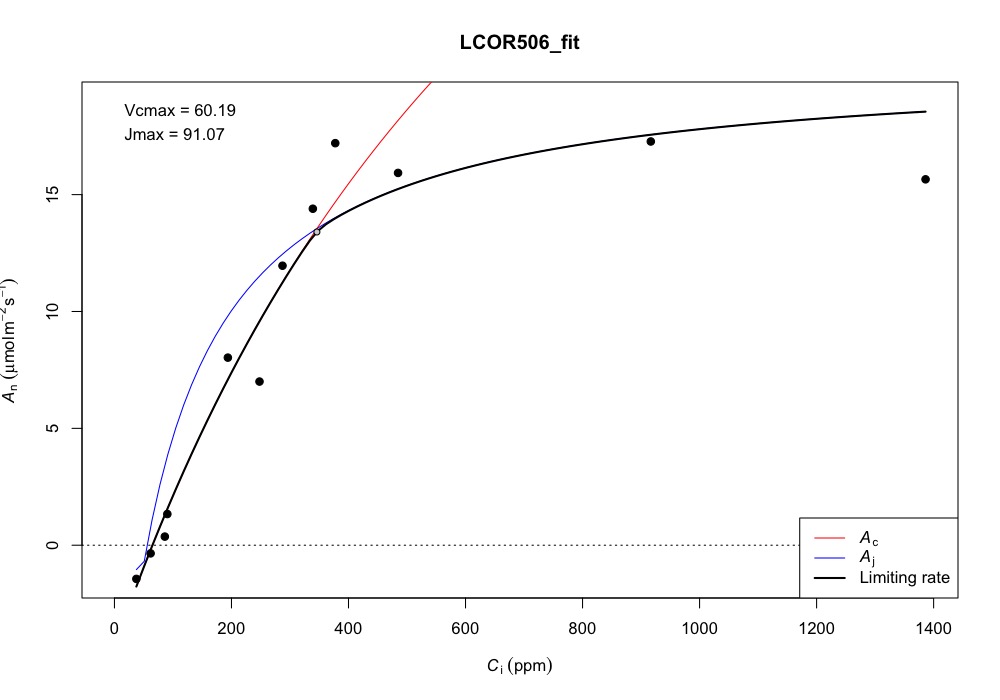 LCOR506_fit
Vcmax = 60.19
Jmax = 91.07
15
10
5
0
Aₙ (μmolm⁻²s⁻¹)
0 200 400 600 800 1000 1200 1400
Cᵢ (ppm)
A꜀
Aⱼ
Limiting rate